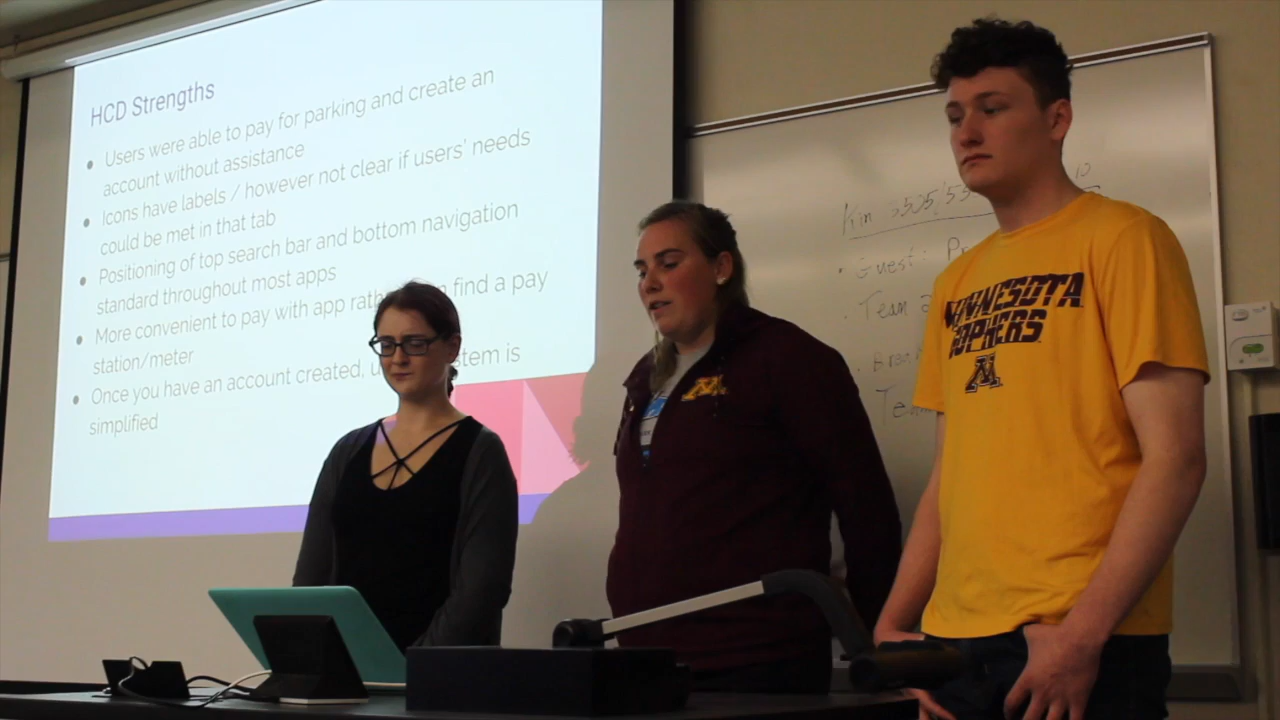 HCD Strengths
● Users were able to pay for parking and create an
account without assistance
● Icons have labels / however not clear if users' needs
could be met in that tab
● Positioning of top search bar and bottom navigation
standard throughout most apps
● More convenient to pay with app find a pay
station/meter
● Once you have an account created, is
simplified
Kim 5505/
• Guest:
• Team
•
MINNESOTA
GOPHERS
M
M